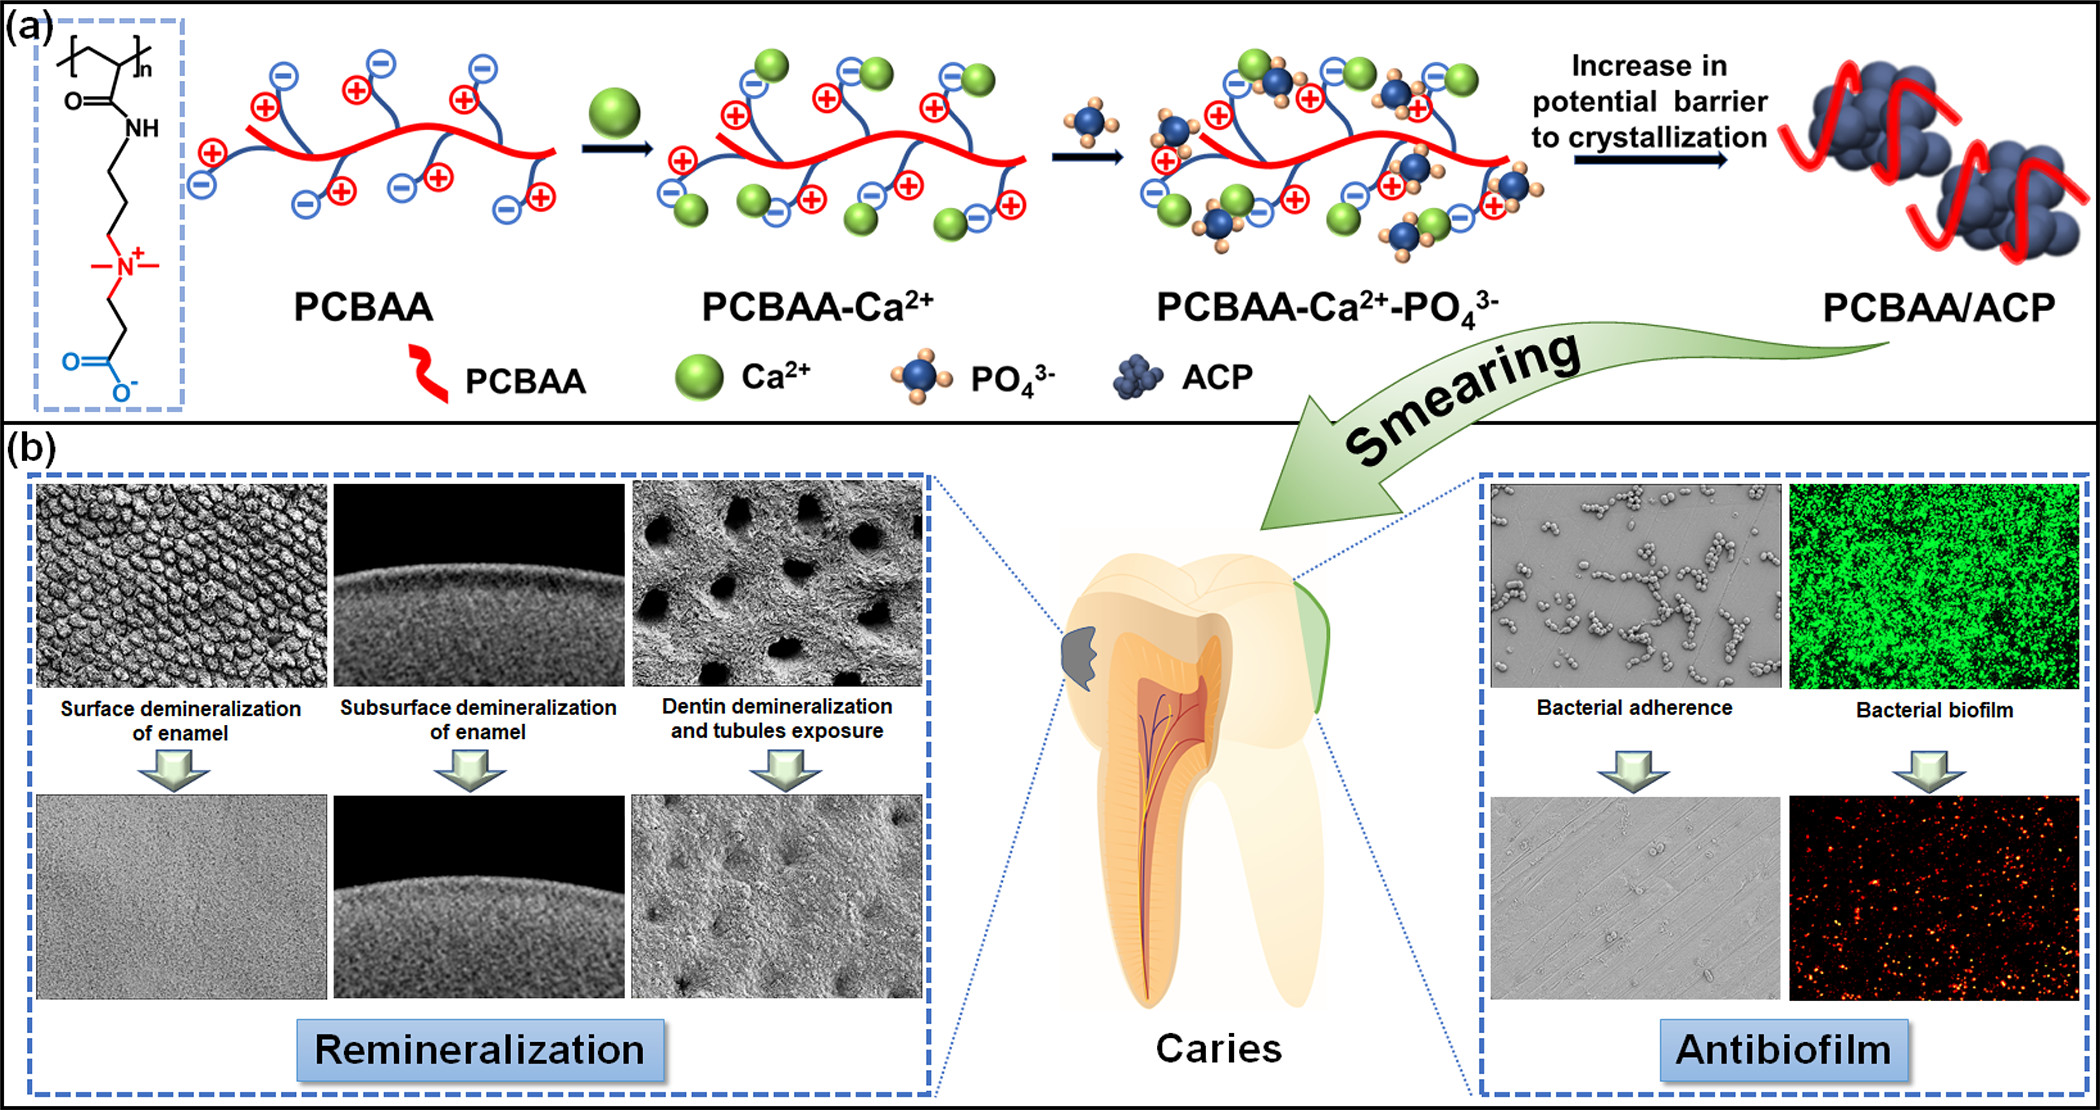 (a)
n
O
NH
N+
O
O-
Increase in
potential barrier
to crystallization
PCBAA
PCBAA-Ca2+
PCBAA-Ca2+-PO43-
PCBAA/ACP
PCBAA
Ca2+
PO43-
ACP
Smearing
(b)
Surface demineralization
of enamel
Subsurface demineralization
of enamel
Dentin demineralization
and tubules exposure
Bacterial adherence
Bacterial biofilm
Remineralization
Caries
Antibiofilm